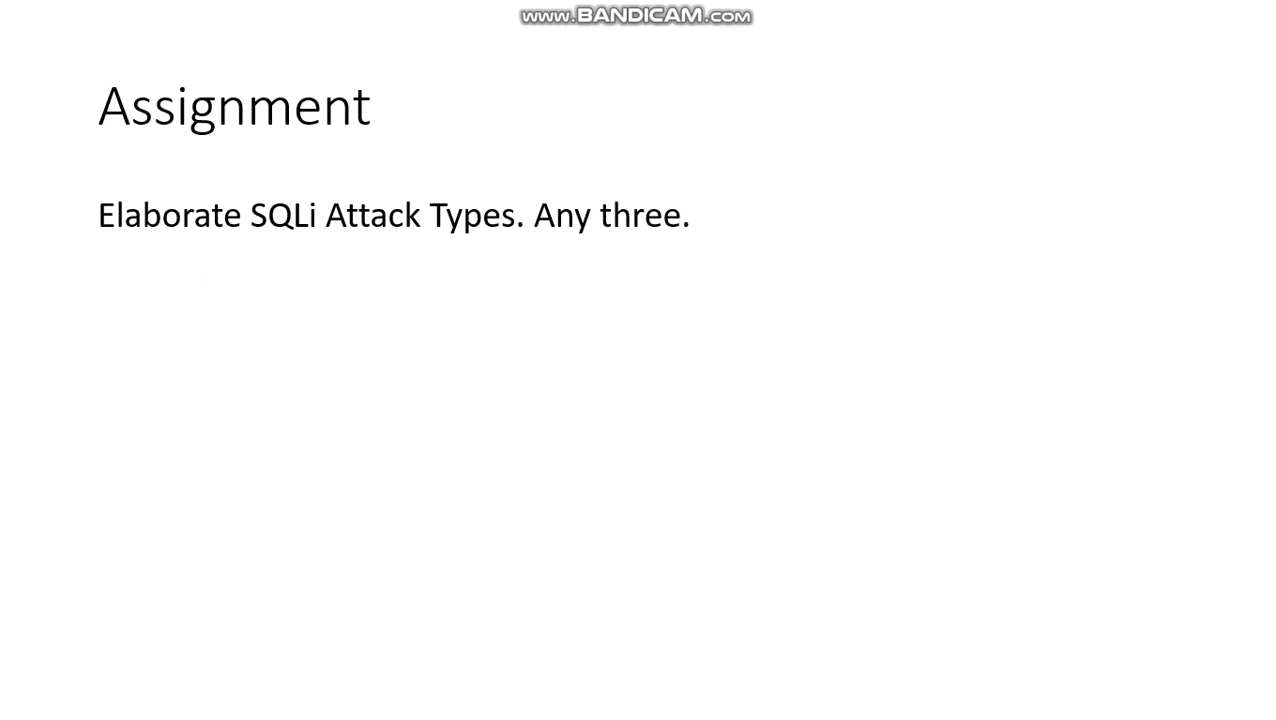 www.BANDICAM.com
Assignment
Elaborate SQLi Attack Types. Any three.